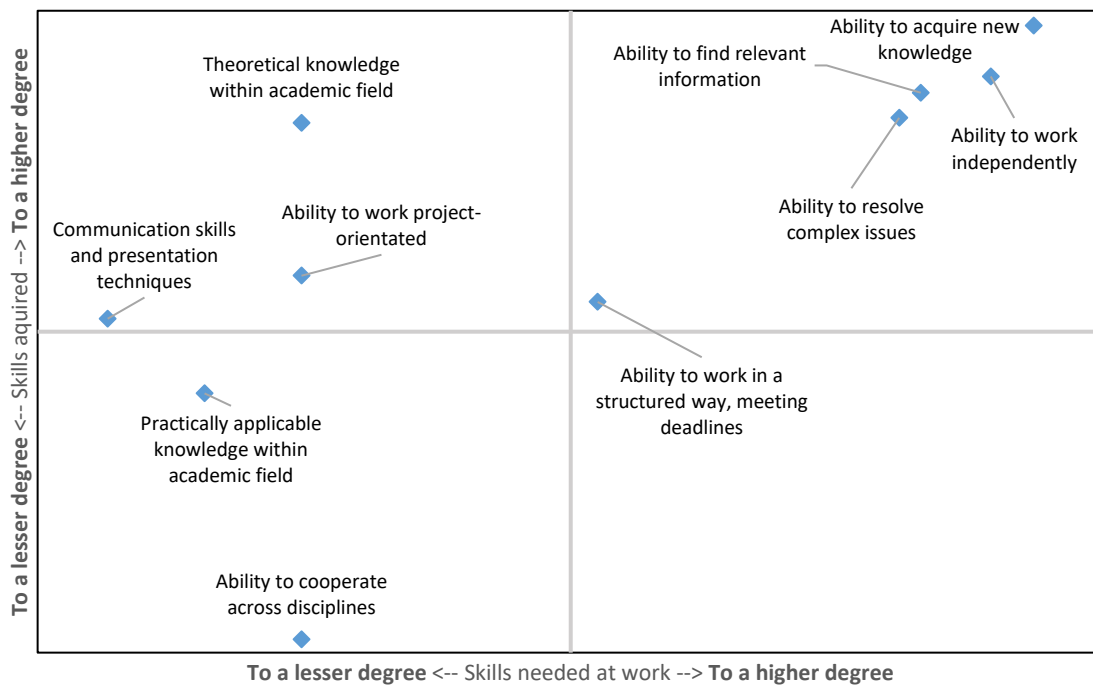 Ability to acquire new
knowledge
Ability to find relevant
information
Theoretical knowledge
within academic field
Ability to work
independently
Ability to resolve
complex issues
Ability to work project-
orientated
Communication skills
and presentation
techniques
Ability to work in a
structured way, meeting
deadlines
Practically applicable
knowledge within
academic field
Ability to cooperate
across disciplines
To a lesser degree <-- Skills aquired --> To a higher degree
To a lesser degree <-- Skills needed at work --> To a higher degree